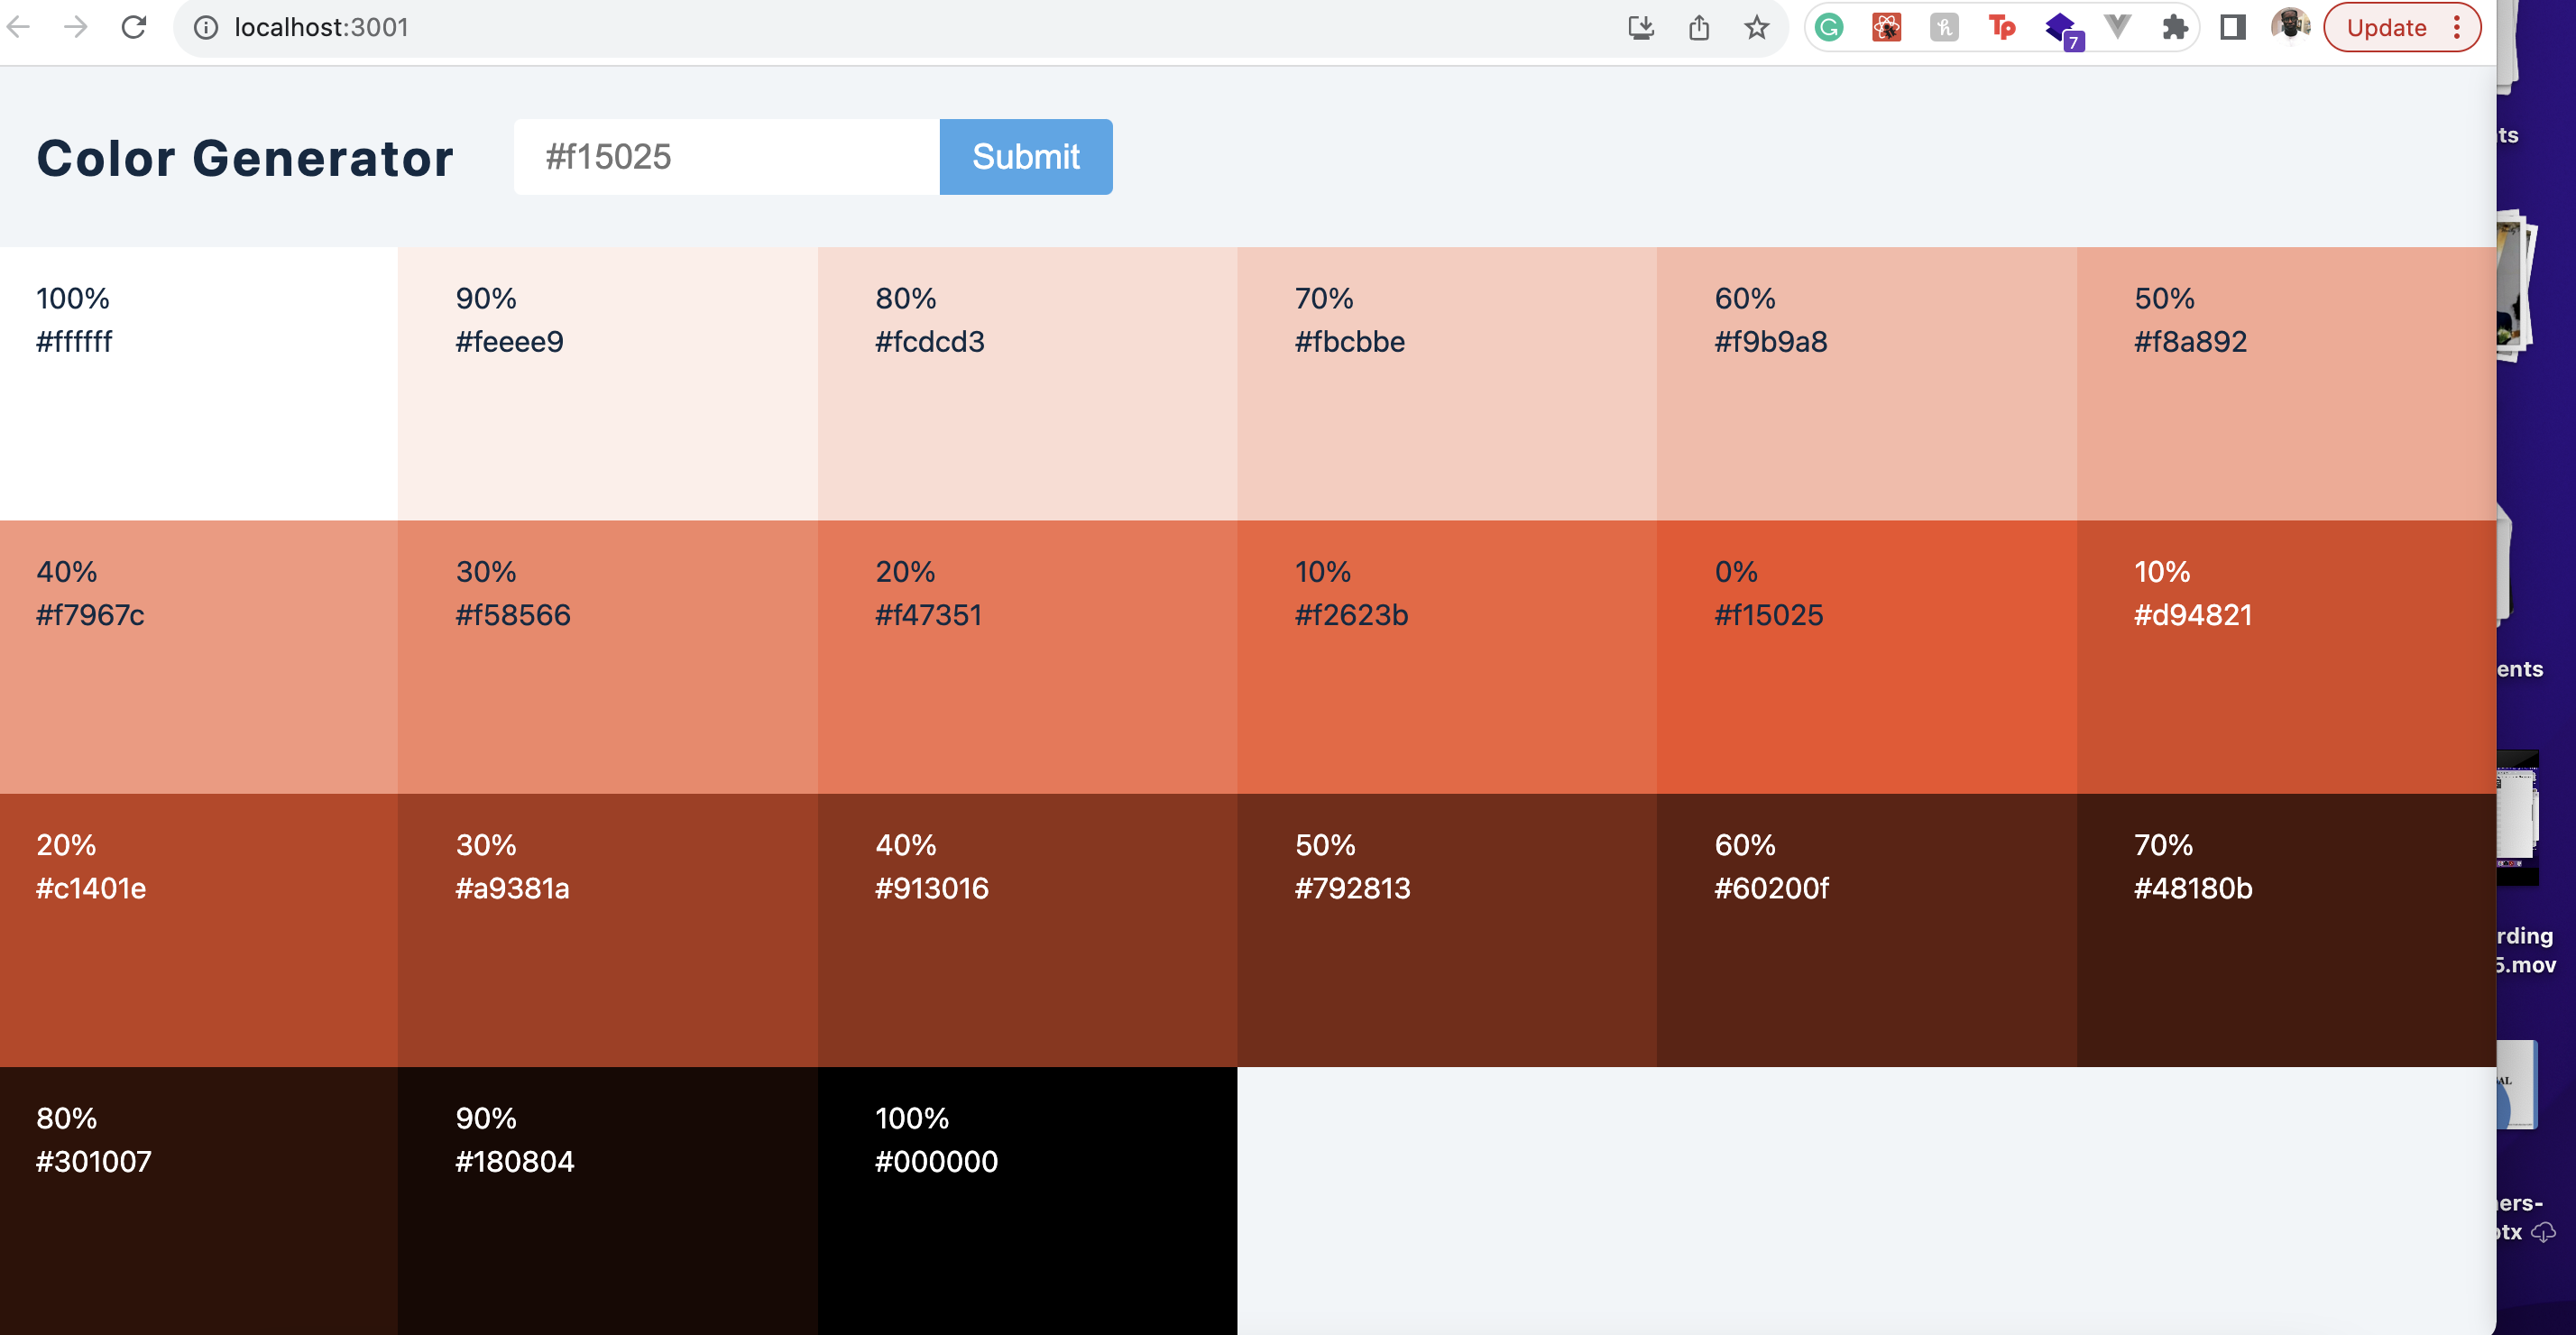 localhost:3001
7
Update
Color Generator
#f15025
Submit
100%
#ffffff
90%
#feeee9
80%
#fcdcd3
70%
#fbcbbe
60%
#f9b9a8
50%
#f8a892
40%
#f7967c
30%
#f58566
20%
#f47351
10%
#f2623b
0%
#f15025
10%
#d94821
20%
#c1401e
30%
#a9381a
40%
#913016
50%
#792813
60%
#60200f
70%
#48180b
80%
#301007
90%
#180804
100%
#000000
ts
ents
rding
5.mov
ers-
tx